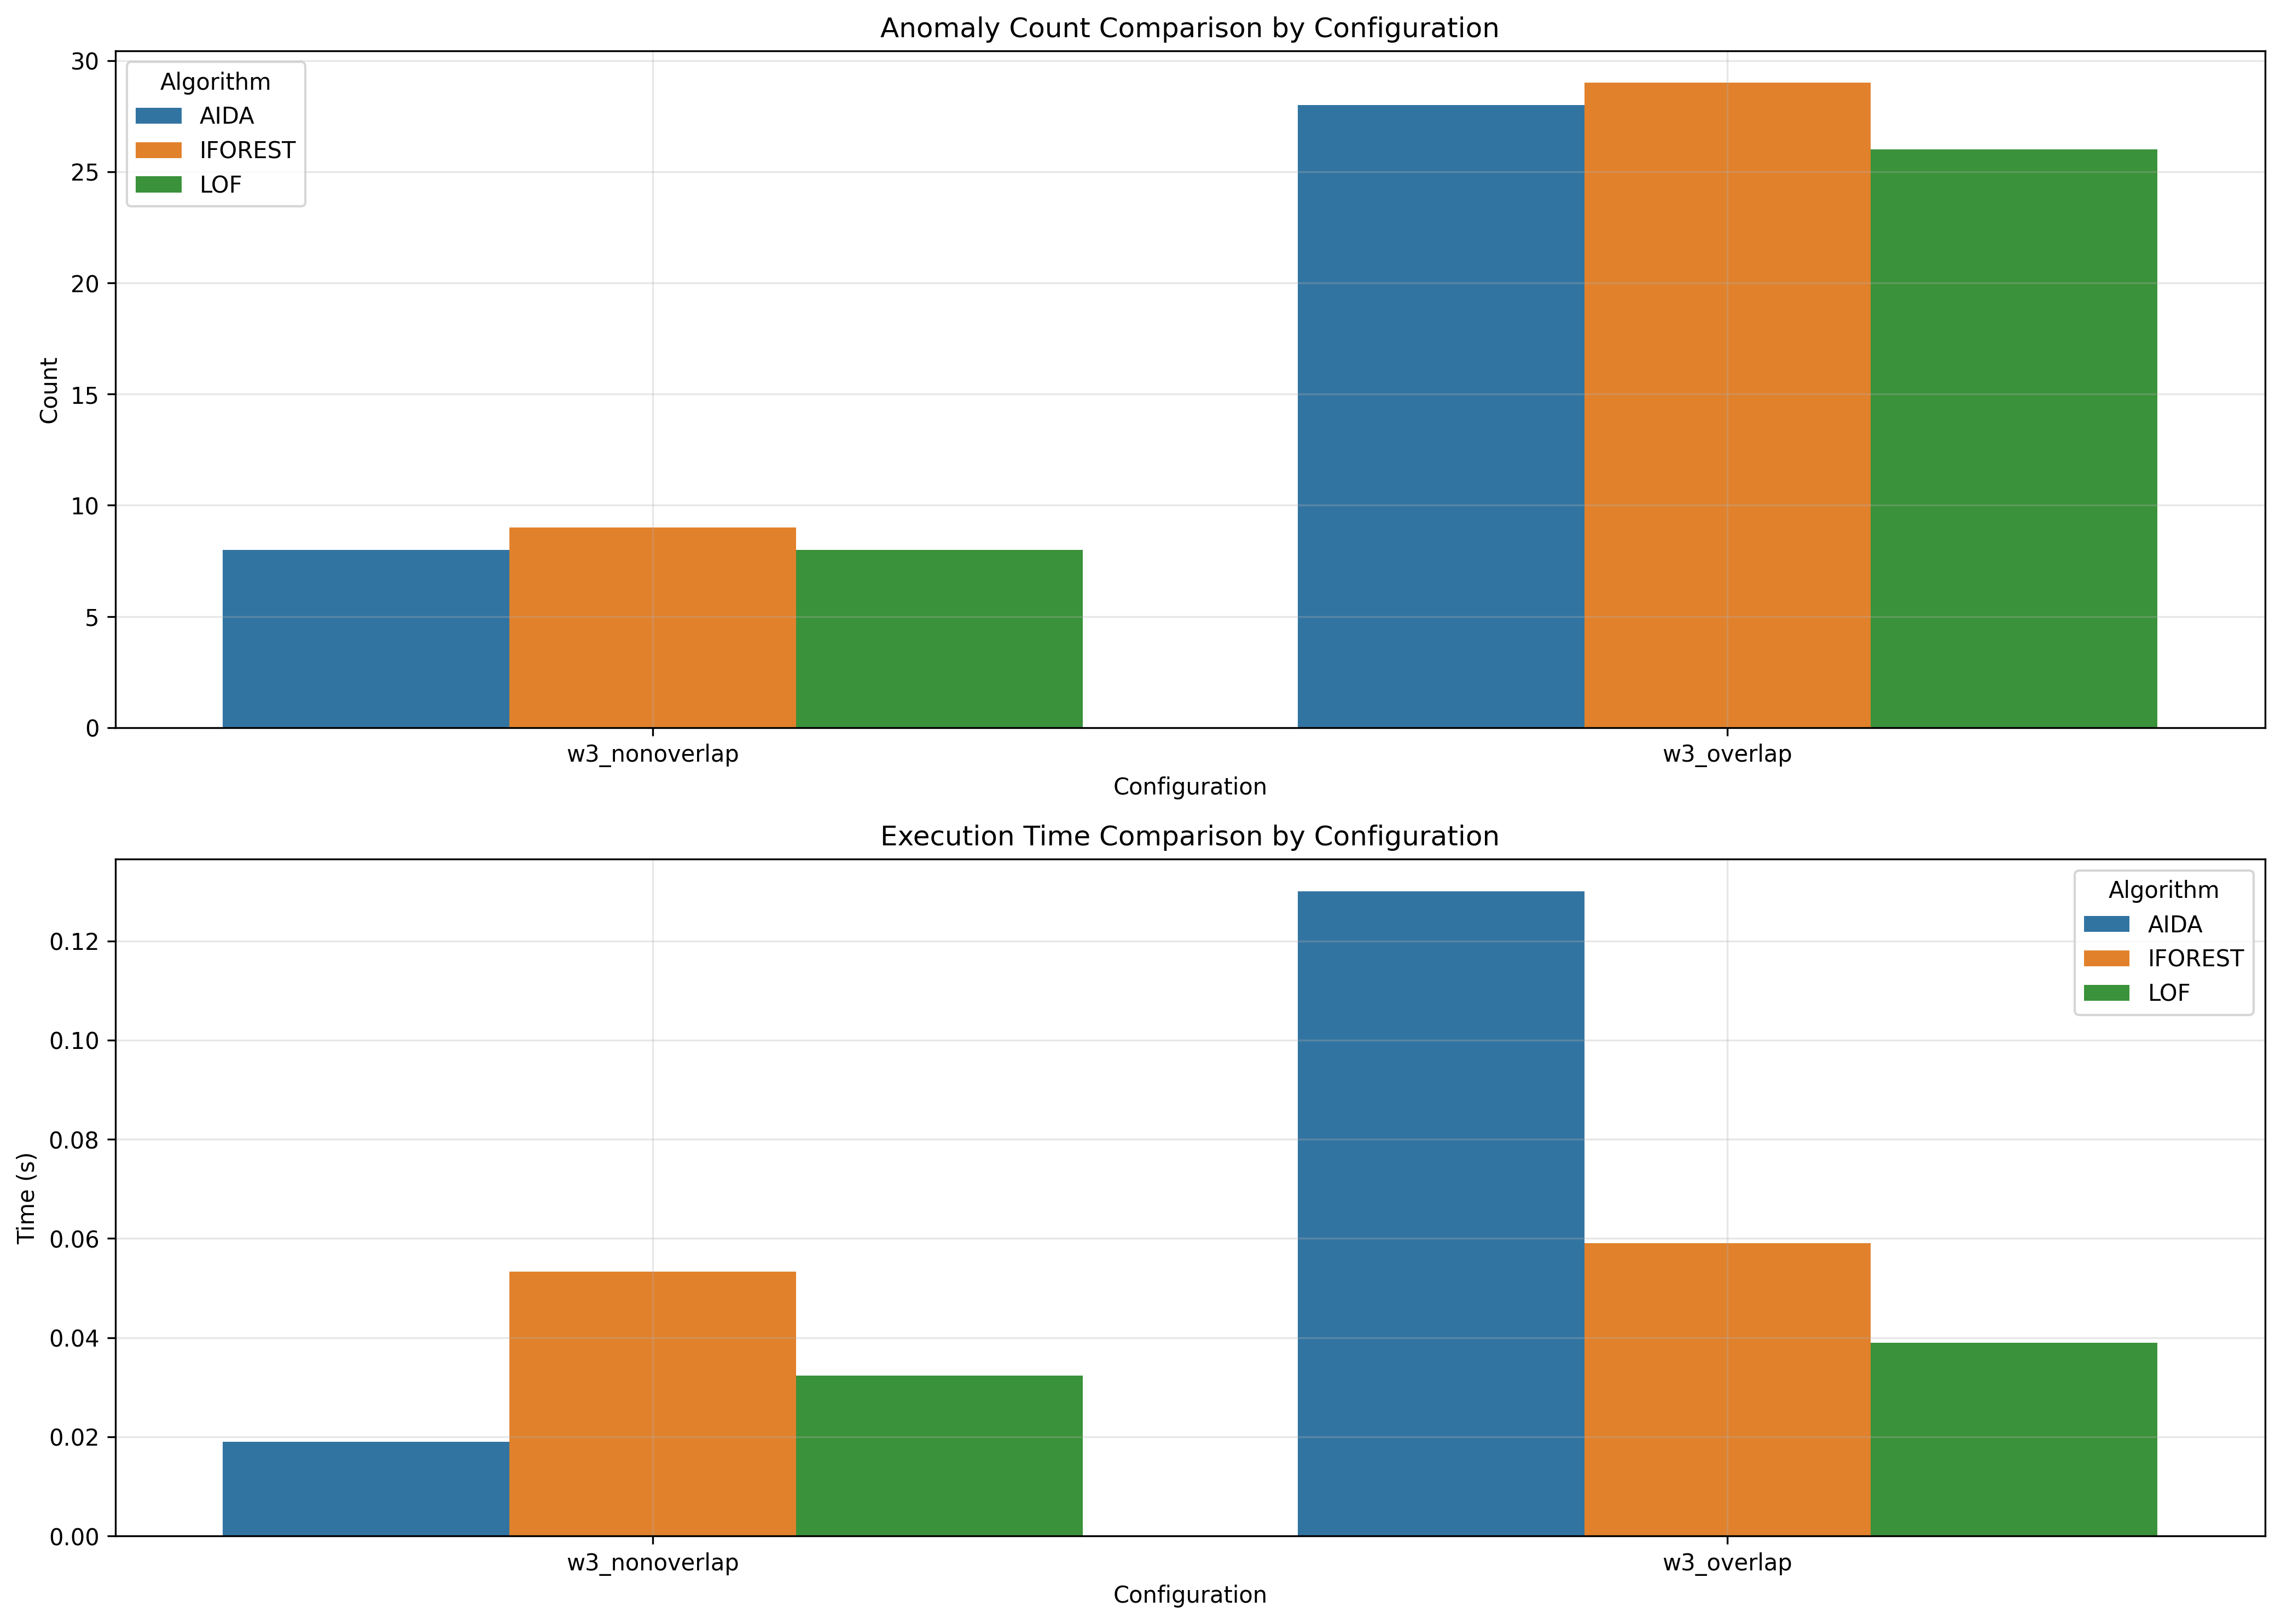 Anomaly Count Comparison by Configuration
30
25
20
15
10
5
0
Count
Algorithm
AIDA
IFOREST
LOF
w3_nonoverlap
w3_overlap
Configuration
Execution Time Comparison by Configuration
0.12
0.10
0.08
0.06
0.04
0.02
0.00
Time (s)
Algorithm
AIDA
IFOREST
LOF
w3_nonoverlap
w3_overlap
Configuration